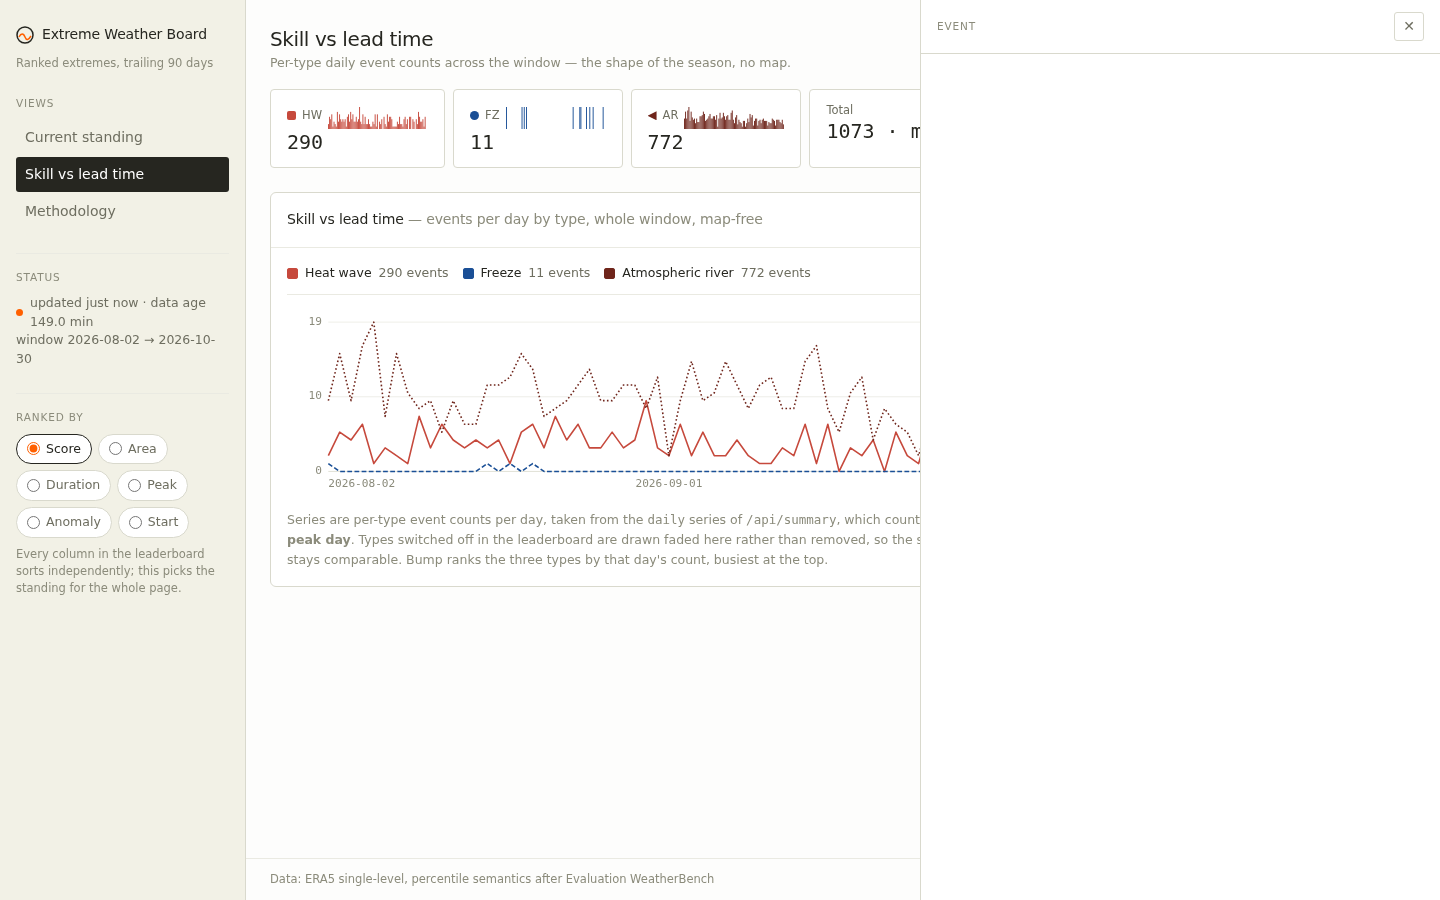 Extreme Weather Board
Ranked extremes, trailing 90 days
VIEWS
Current standing
Skill vs lead time
Methodology
STATUS
updated just now · data age
149.0 min
window 2026-08-02 → 2026-10-
30
RANKED BY
Score
Area
Duration
Peak
Anomaly
Start
Every column in the leaderboard
sorts independently; this picks the
standing for the whole page.
Skill vs lead time
Per-type daily event counts across the window — the shape of the season, no map.
HW
290
FZ
11
AR
772
Total
1073 · m
Skill vs lead time — events per day by type, whole window, map-free
Heat wave 290 events
Freeze 11 events
Atmospheric river 772 events
19
10
0
2026-08-02
2026-09-01
Series are per-type event counts per day, taken from the daily series of /api/summary, which count
peak day. Types switched off in the leaderboard are drawn faded here rather than removed, so the s
stays comparable. Bump ranks the three types by that day's count, busiest at the top.
Data: ERA5 single-level, percentile semantics after Evaluation WeatherBench
EVENT
✕